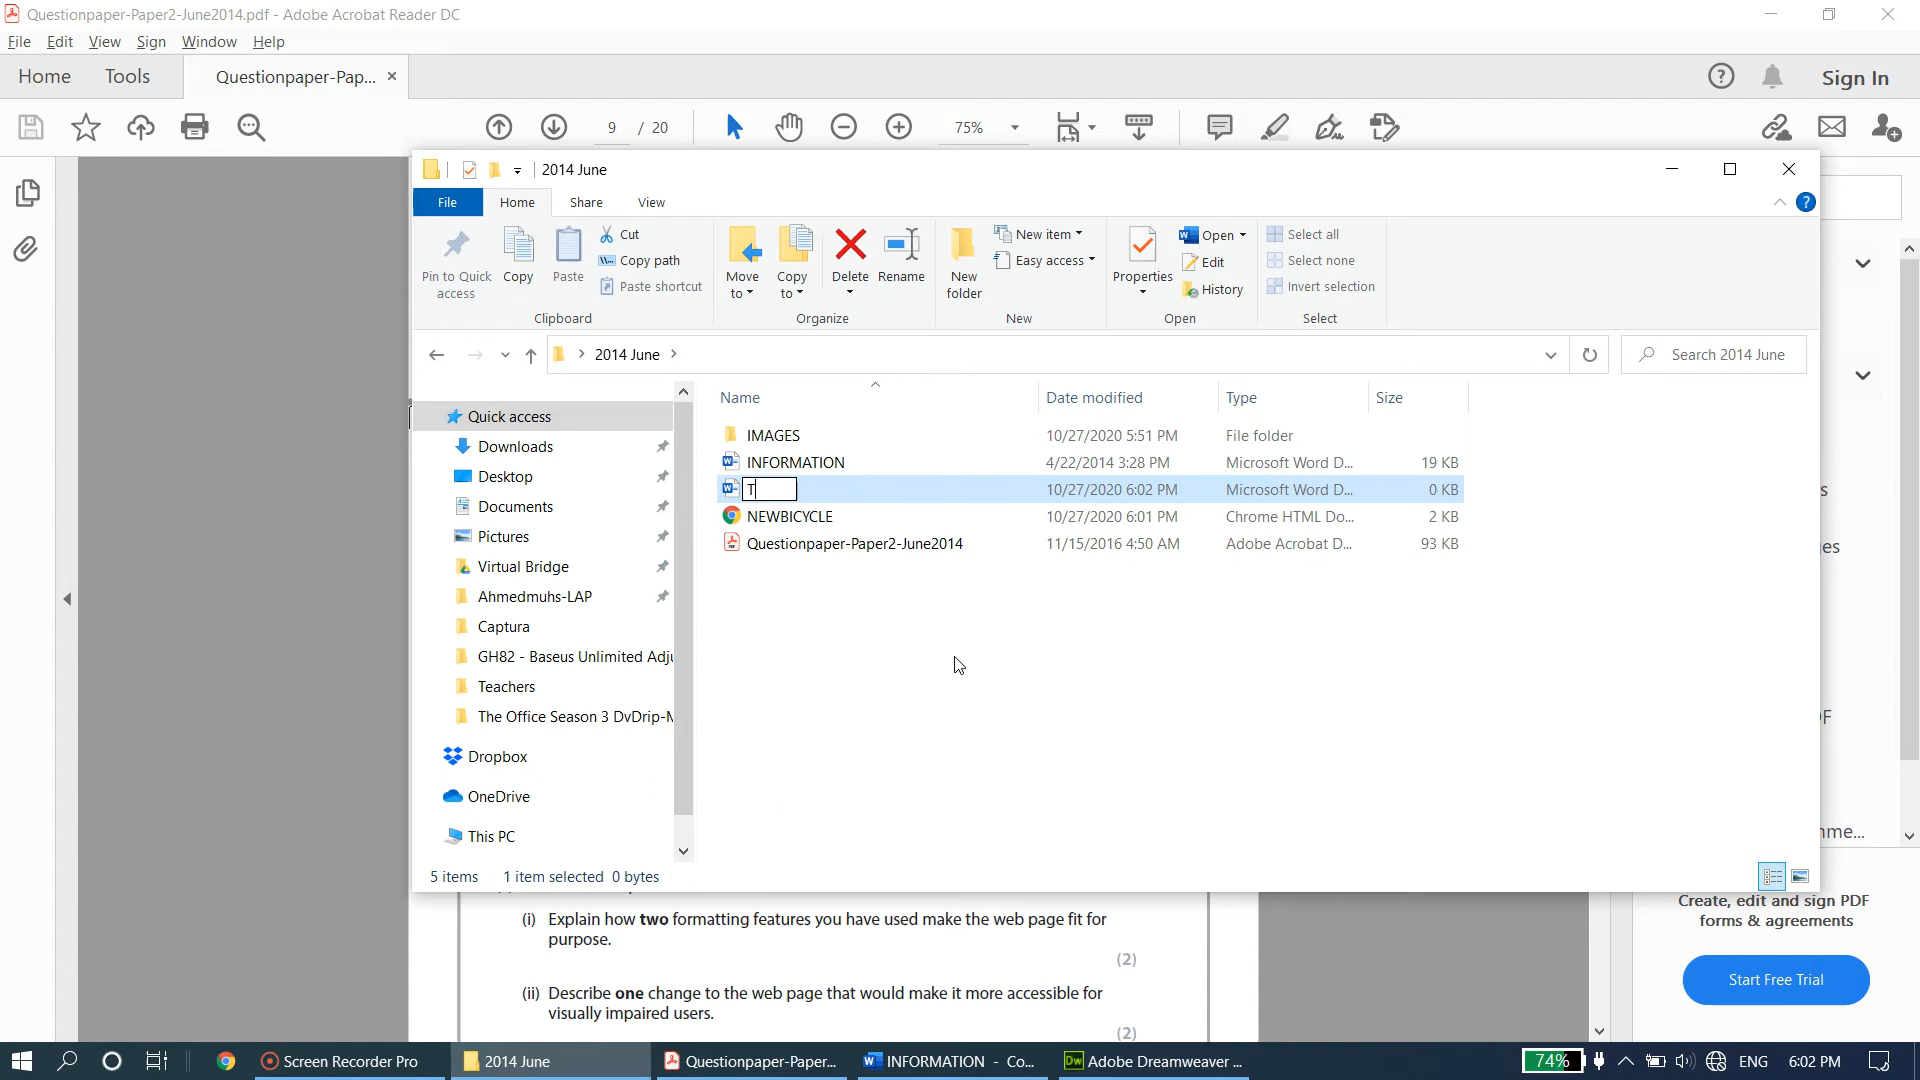 Questionpaper-Paper2-June2014.pdf - Adobe Acrobat Reader DC
File Edit View Sign Window Help
Home Tools Questionpaper-Pap... Sign In
9 / 20 75%
2014 June
File Home Share View
Pin to Quick access
Copy
Paste
Cut
Copy path
Paste shortcut
Move to
Copy to
Delete
Rename
New folder
New item
Easy access
Properties
Open
Edit
History
Select all
Select none
Invert selection
Clipboard Organize New Open Select
2014 June
Search 2014 June
Name Date modified Type Size
IMAGES 10/27/2020 5:51 PM File folder
INFORMATION 4/22/2014 3:28 PM Microsoft Word D... 19 KB
T 10/27/2020 6:02 PM Microsoft Word D... 0 KB
NEWBICYCLE 10/27/2020 6:01 PM Chrome HTML Do... 2 KB
Questionpaper-Paper2-June2014 11/15/2016 4:50 AM Adobe Acrobat D... 93 KB
Quick access
Downloads
Desktop
Documents
Pictures
Virtual Bridge
Ahmedmuhs-LAP
Captura
GH82 - Baseus Unlimited Adju
Teachers
The Office Season 3 DvDrip-M
Dropbox
OneDrive
This PC
5 items 1 item selected 0 bytes
(i) Explain how two formatting features you have used make the web page fit for
purpose.
(2)
(ii) Describe one change to the web page that would make it more accessible for
visually impaired users.
(2)
Create, edit and sign PDF
forms & agreements
Start Free Trial
Screen Recorder Pro 2014 June Questionpaper-Paper... INFORMATION - Co... Adobe Dreamweaver ... 74% ENG 6:02 PM